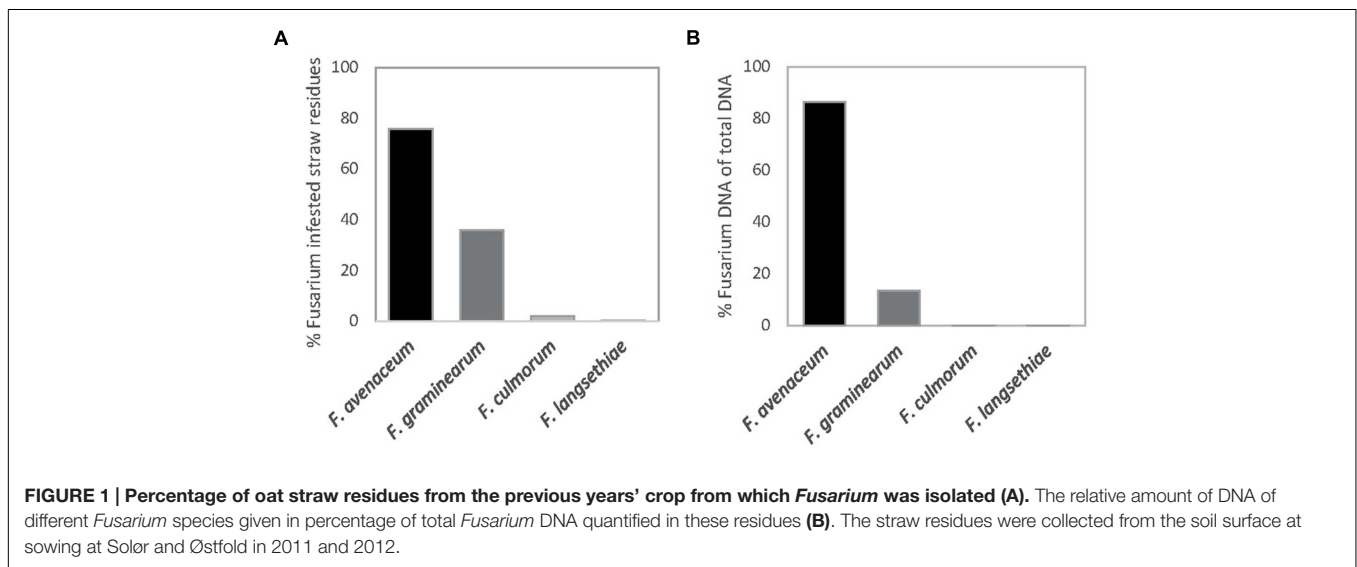 A
% Fusarium infested straw residues
100
80
60
40
20
0
F. avenaceum
F. graminearum
F. culmorum
F. langsethiae
B
% Fusarium DNA of total DNA
100
80
60
40
20
0
F. avenaceum
F. graminearum
F. culmorum
F. langsethiae
FIGURE 1 | Percentage of oat straw residues from the previous years' crop from which Fusarium was isolated (A). The relative amount of DNA of
different Fusarium species given in percentage of total Fusarium DNA quantified in these residues (B). The straw residues were collected from the soil surface at
sowing at Solør and Østfold in 2011 and 2012.